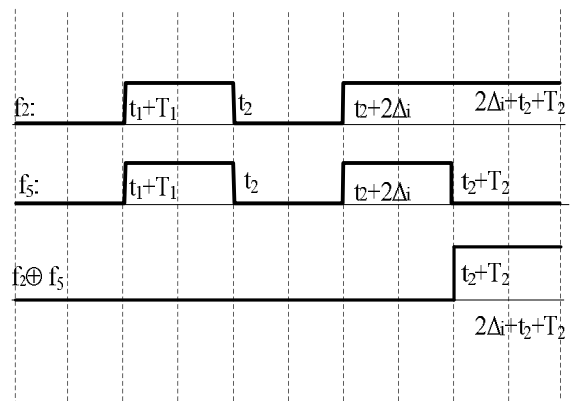 f₂: t₁+T₁ t₂ t₂+2Δi 2Δi+t₂+T₂
f₅: t₁+T₁ t₂ t₂+2Δi t₂+T₂
f₂⊕ f₅ t₂+T₂
2Δi+t₂+T₂